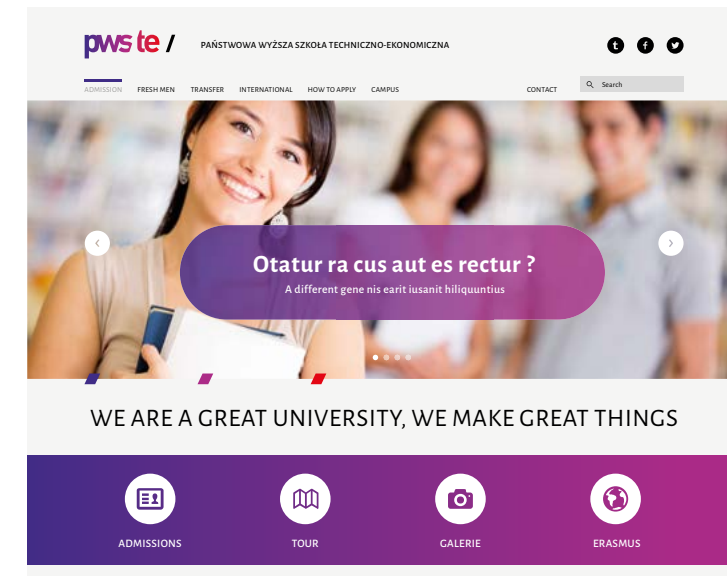 pwste /
PAŃSTWOWA WYŻSZA SZKOŁA TECHNICZNO-EKONOMICZNA
ADMISSION FRESH MEN TRANSFER INTERNATIONAL HOW TO APPLY CAMPUS CONTACT Search
Otatur ra cus aut es rectur ?
A different gene nis earit iusanit hiliquuntius
WE ARE A GREAT UNIVERSITY, WE MAKE GREAT THINGS
ADMISSIONS TOUR GALERIE ERASMUS